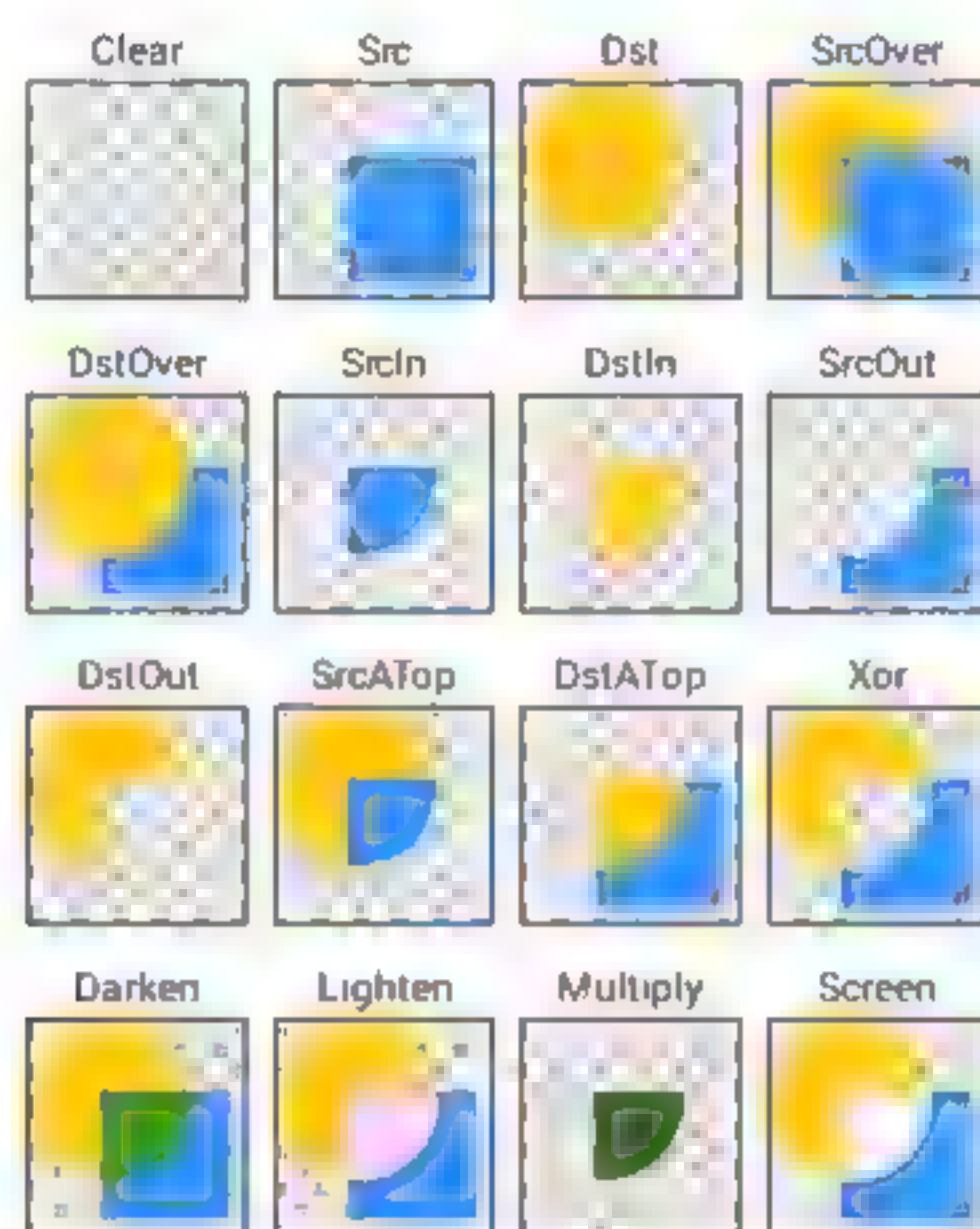 Clear Src Dst SrcOver
DstOver SrcIn DstIn SrcOut
DstOut SrcATop DstATop Xor
Darken Lighten Multiply Screen